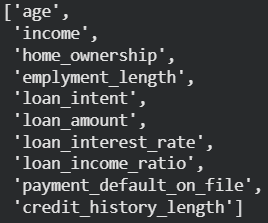 ['age',
'income',
'home_ownership',
'emplyment_length',
'loan_intent',
'loan_amount',
'loan_interest_rate',
'loan_income_ratio',
'payment_default_on_file',
'credit_history_length']